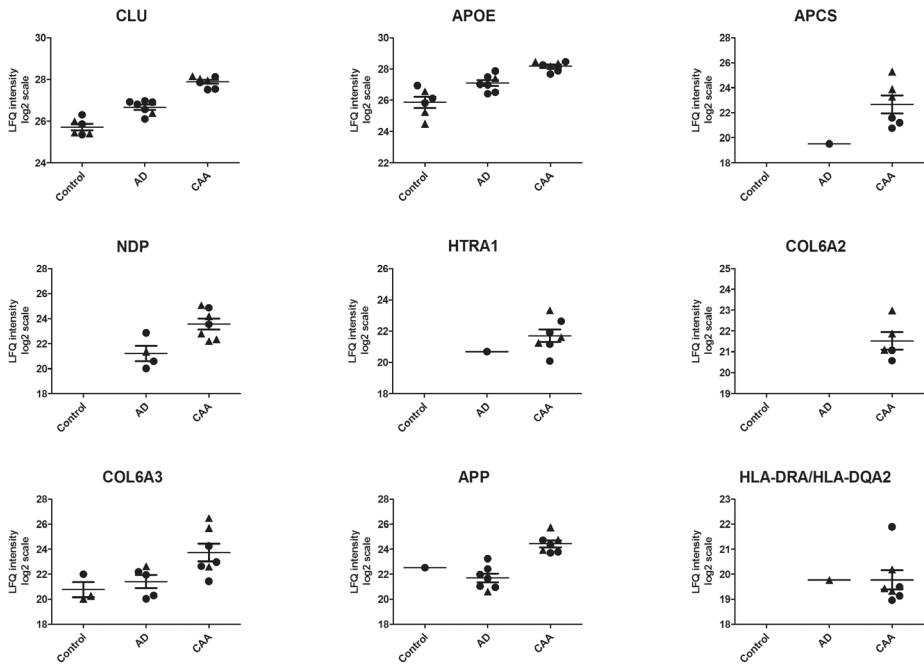 CLU
LFQ intensity
log2 scale
30
28
26
24
Control
AD
CAA
APOE
LFQ intensity
log2 scale
30
28
26
24
22
Control
AD
CAA
APCS
LFQ intensity
log2 scale
28
26
24
22
20
18
Control
AD
CAA
NDP
LFQ intensity
log2 scale
28
26
24
22
20
18
Control
AD
CAA
HTRA1
LFQ intensity
log2 scale
26
24
22
20
18
Control
AD
CAA
COL6A2
LFQ intensity
log2 scale
25
24
23
22
21
20
19
Control
AD
CAA
COL6A3
LFQ intensity
log2 scale
28
26
24
22
20
18
Control
AD
CAA
APP
LFQ intensity
log2 scale
28
26
24
22
20
18
Control
AD
CAA
HLA-DRA/HLA-DQA2
LFQ intensity
log2 scale
24
23
22
21
20
19
18
Control
AD
CAA